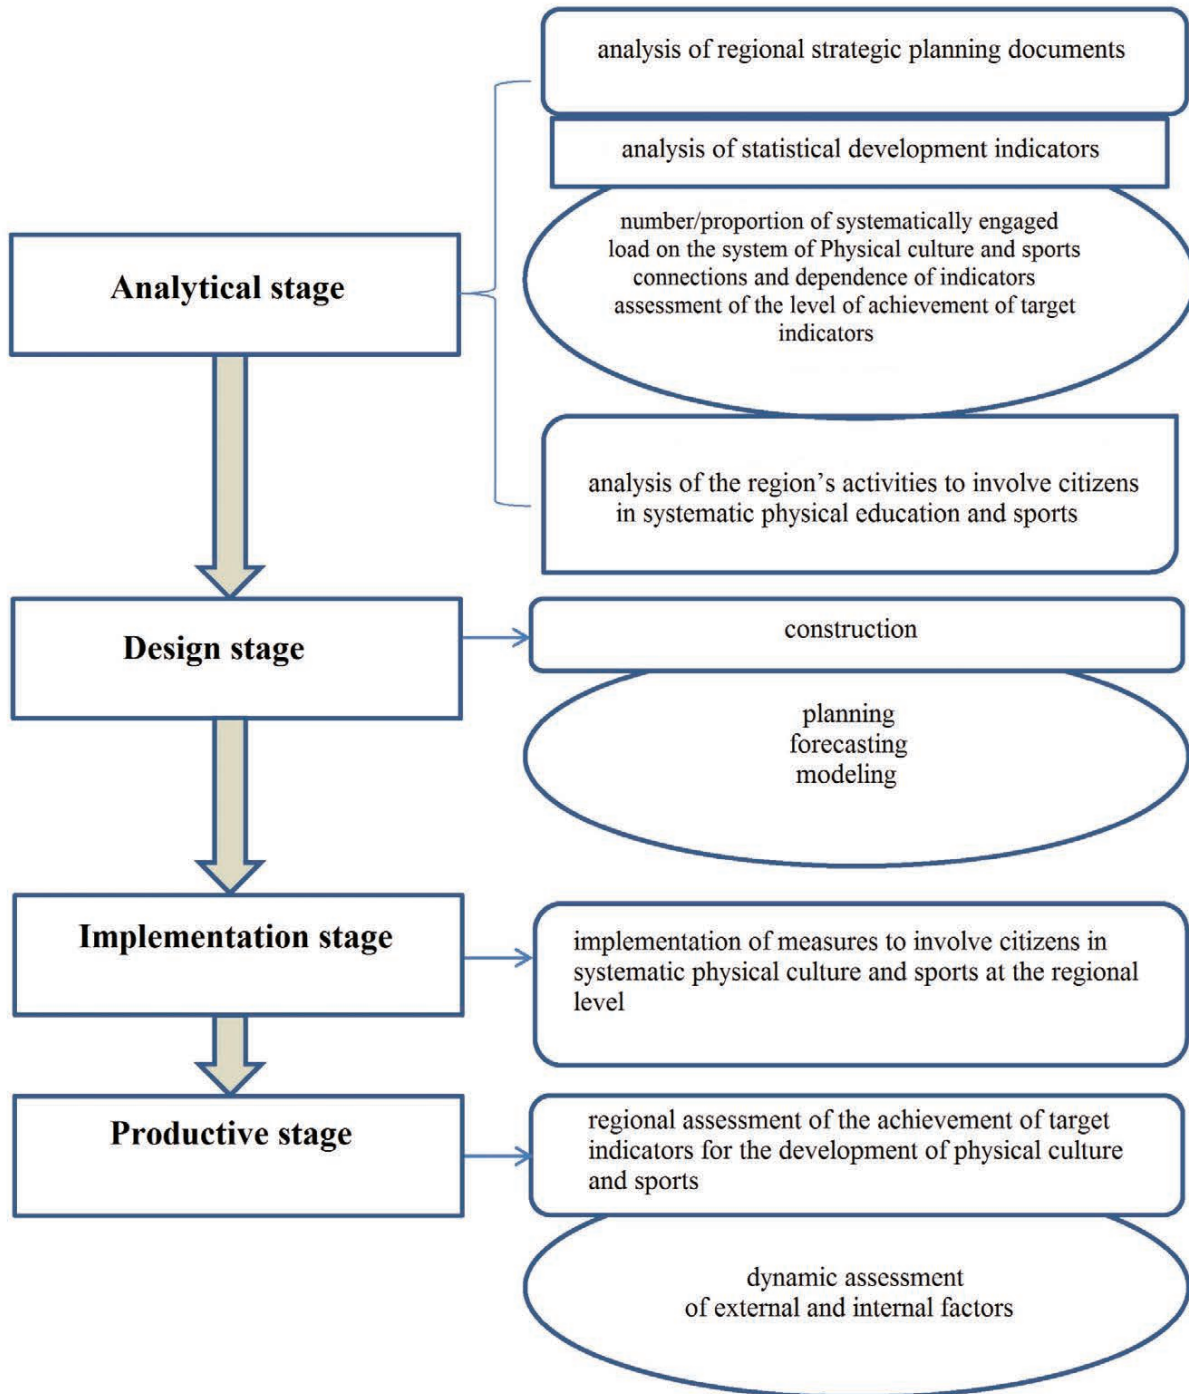 analysis of regional strategic planning documents
analysis of statistical development indicators
number/proportion of systematically engaged
load on the system of Physical culture and sports
connections and dependence of indicators
assessment of the level of achievement of target
indicators
Analytical stage
analysis of the region’s activities to involve citizens
in systematic physical education and sports
Design stage
construction
planning
forecasting
modeling
Implementation stage
implementation of measures to involve citizens in
systematic physical culture and sports at the regional
level
Productive stage
regional assessment of the achievement of target
indicators for the development of physical culture
and sports
dynamic assessment
of external and internal factors